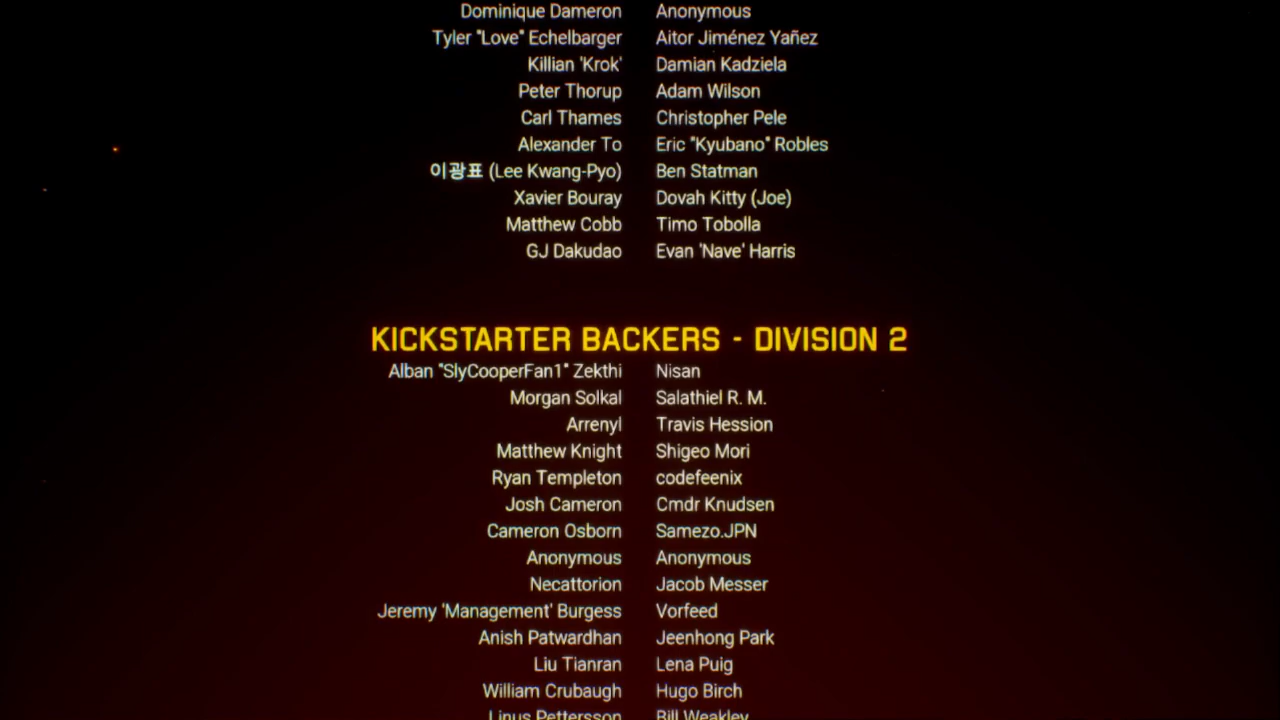 Dominique Dameron Anonymous
Tyler "Love" Echelbarger Aitor Jiménez Yañez
Killian 'Krok' Damian Kadziela
Peter Thorup Adam Wilson
Carl Thames Christopher Pele
Alexander To Eric "Kyubano" Robles
이광표 (Lee Kwang-Pyo) Ben Statman
Xavier Bouray Dovah Kitty (Joe)
Matthew Cobb Timo Tobolla
GJ Dakudao Evan 'Nave' Harris
KICKSTARTER BACKERS - DIVISION 2
Alban "SlyCooperFan1" Zekthi Nisan
Morgan Solkal Salathiel R. M.
Arrenyl Travis Hession
Matthew Knight Shigeo Mori
Ryan Templeton codefeenix
Josh Cameron Cmdr Knudsen
Cameron Osborn Samezo.JPN
Anonymous Anonymous
Necattorion Jacob Messer
Jeremy 'Management' Burgess Vorfeed
Anish Patwardhan Jeenhong Park
Liu Tianran Lena Puig
William Crubaugh Hugo Birch
Linus Pettersson Bill Weakley